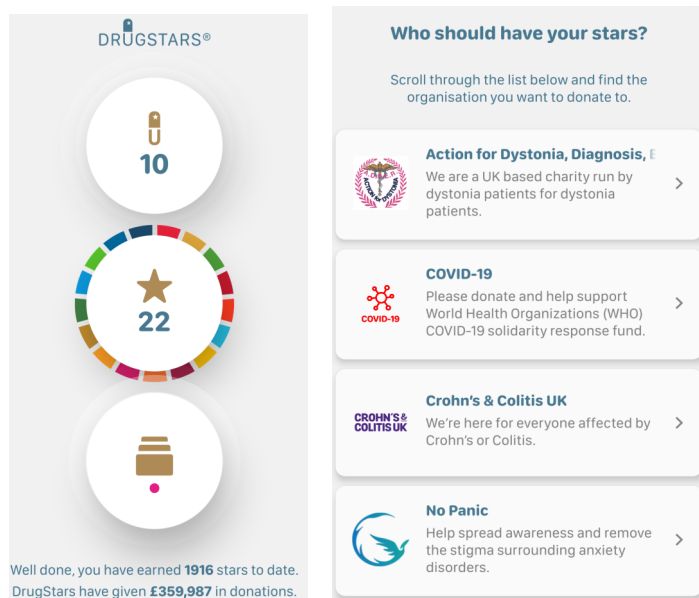 DRUGSTARS®
10
22
Well done, you have earned 1916 stars to date.
DrugStars have given £359,987 in donations.
Who should have your stars?
Scroll through the list below and find the
organisation you want to donate to.
Action for Dystonia, Diagnosis, E
ACTION for DYSTONIA
We are a UK based charity run by
dystonia patients for dystonia
patients.
COVID-19
COVID-19
Please donate and help support
World Health Organizations (WHO)
COVID-19 solidarity response fund.
Crohn's & Colitis UK
CROHN'S &
COLITIS UK
We're here for everyone affected by
Crohn's or Colitis.
No Panic
Help spread awareness and remove
the stigma surrounding anxiety
disorders.